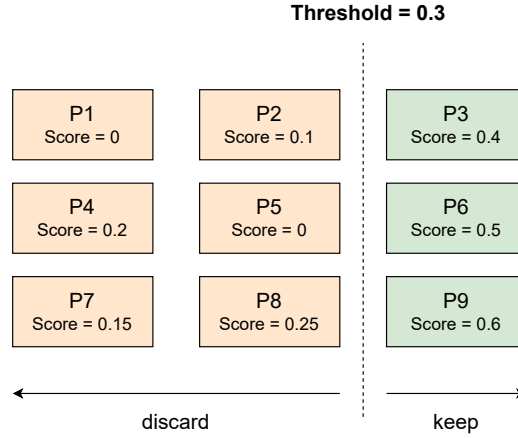 Threshold = 0.3
P1
Score = 0
P2
Score = 0.1
P3
Score = 0.4
P4
Score = 0.2
P5
Score = 0
P6
Score = 0.5
P7
Score = 0.15
P8
Score = 0.25
P9
Score = 0.6
discard
keep